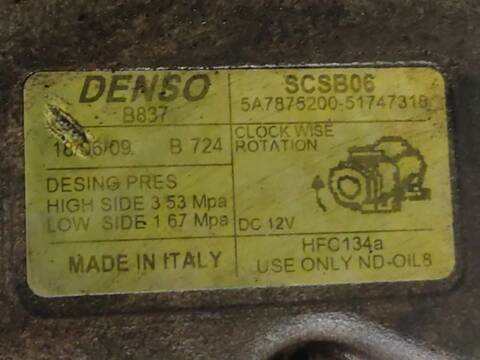 DENSO
B837
18/06/09. B 724
DESING PRES
HIGH SIDE 3 53 Mpa
LOW SIDE 1 67 Mpa
MADE IN ITALY
SCSB06
5A7875200-51747318
CLOCK WISE
ROTATION
DC 12V
HFC134a
USE ONLY ND-OIL8